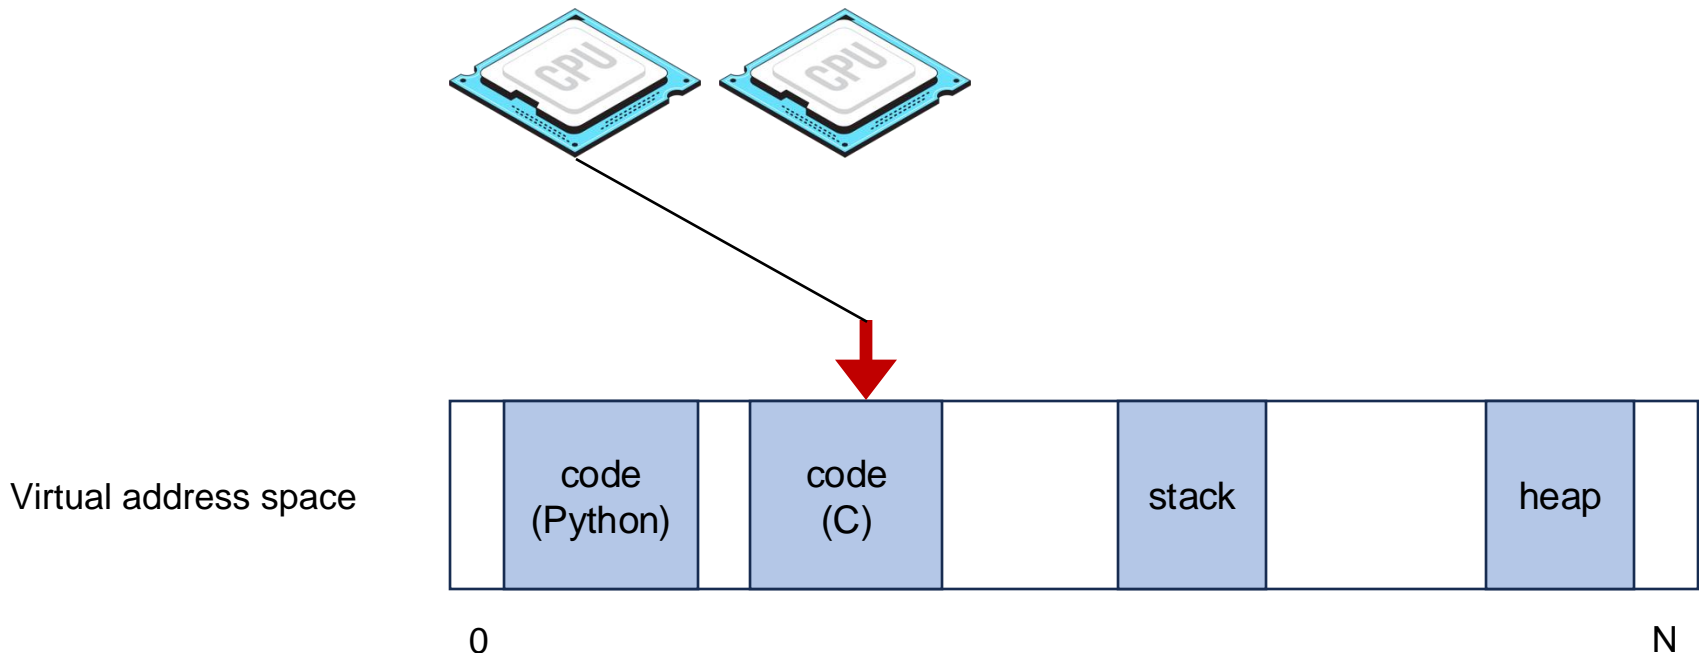 CPU
CPU
code
(Python)
code
(C)
stack
heap
Virtual address space
0
N